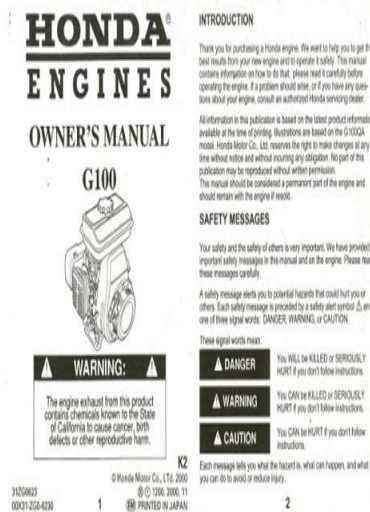 HONDA
ENGINES
OWNER'S MANUAL
G100
WARNING:
The engine exhaust from this product
contains chemicals known to the State
of California to cause cancer, birth
defects or other reproductive harm.
K2
© Honda Motor Co., LTd. 2000
31ZG0623
00X31-ZG0-6230
1200. 2000. 11
PRINTED IN JAPAN
1
INTRODUCTION
Thank you for purchasing a Honda engine. We want to help you to get the
best results from your new engine and to operate it safely. This manual
contains information on how to do that; please read it carefully before
operating the engine. If a problem should arise, or if you have any ques-
tions about your engine, consult an authorized Honda servicing dealer.
All information in this publication is based on the latest product informatio
available at the time of printing. Illustrations are based on the G100QA
model. Honda Motor Co., Ltd. reserves the right to make changes at any
time without notice and without incurring any obligation. No part of this
publication may be reproduced without written permission.
This manual should be considered a permanent part of the engine and
should remain with the engine if resold.
SAFETY MESSAGES
Your safety and the safety of others is very important. We have provided
important safety messages in this manual and on the engine. Please rea
these messages carefully.
A safety message alerts you to potential hazards that could hurt you or
others. Each safety message is preceded by a safety alert symbol ⚠ an
one of three signal words: DANGER, WARNING, or CAUTION.
These signal words mean:
DANGER
You WILL be KILLED or SERIOUSLY
HURT if you don't follow instructions.
WARNING
You CAN be KILLED or SERIOUSLY
HURT if you don't follow instructions.
CAUTION
You CAN be HURT if you don't follow
instructions.
Each message tells you what the hazard is, what can happen, and what
you can do to avoid or reduce injury.
2